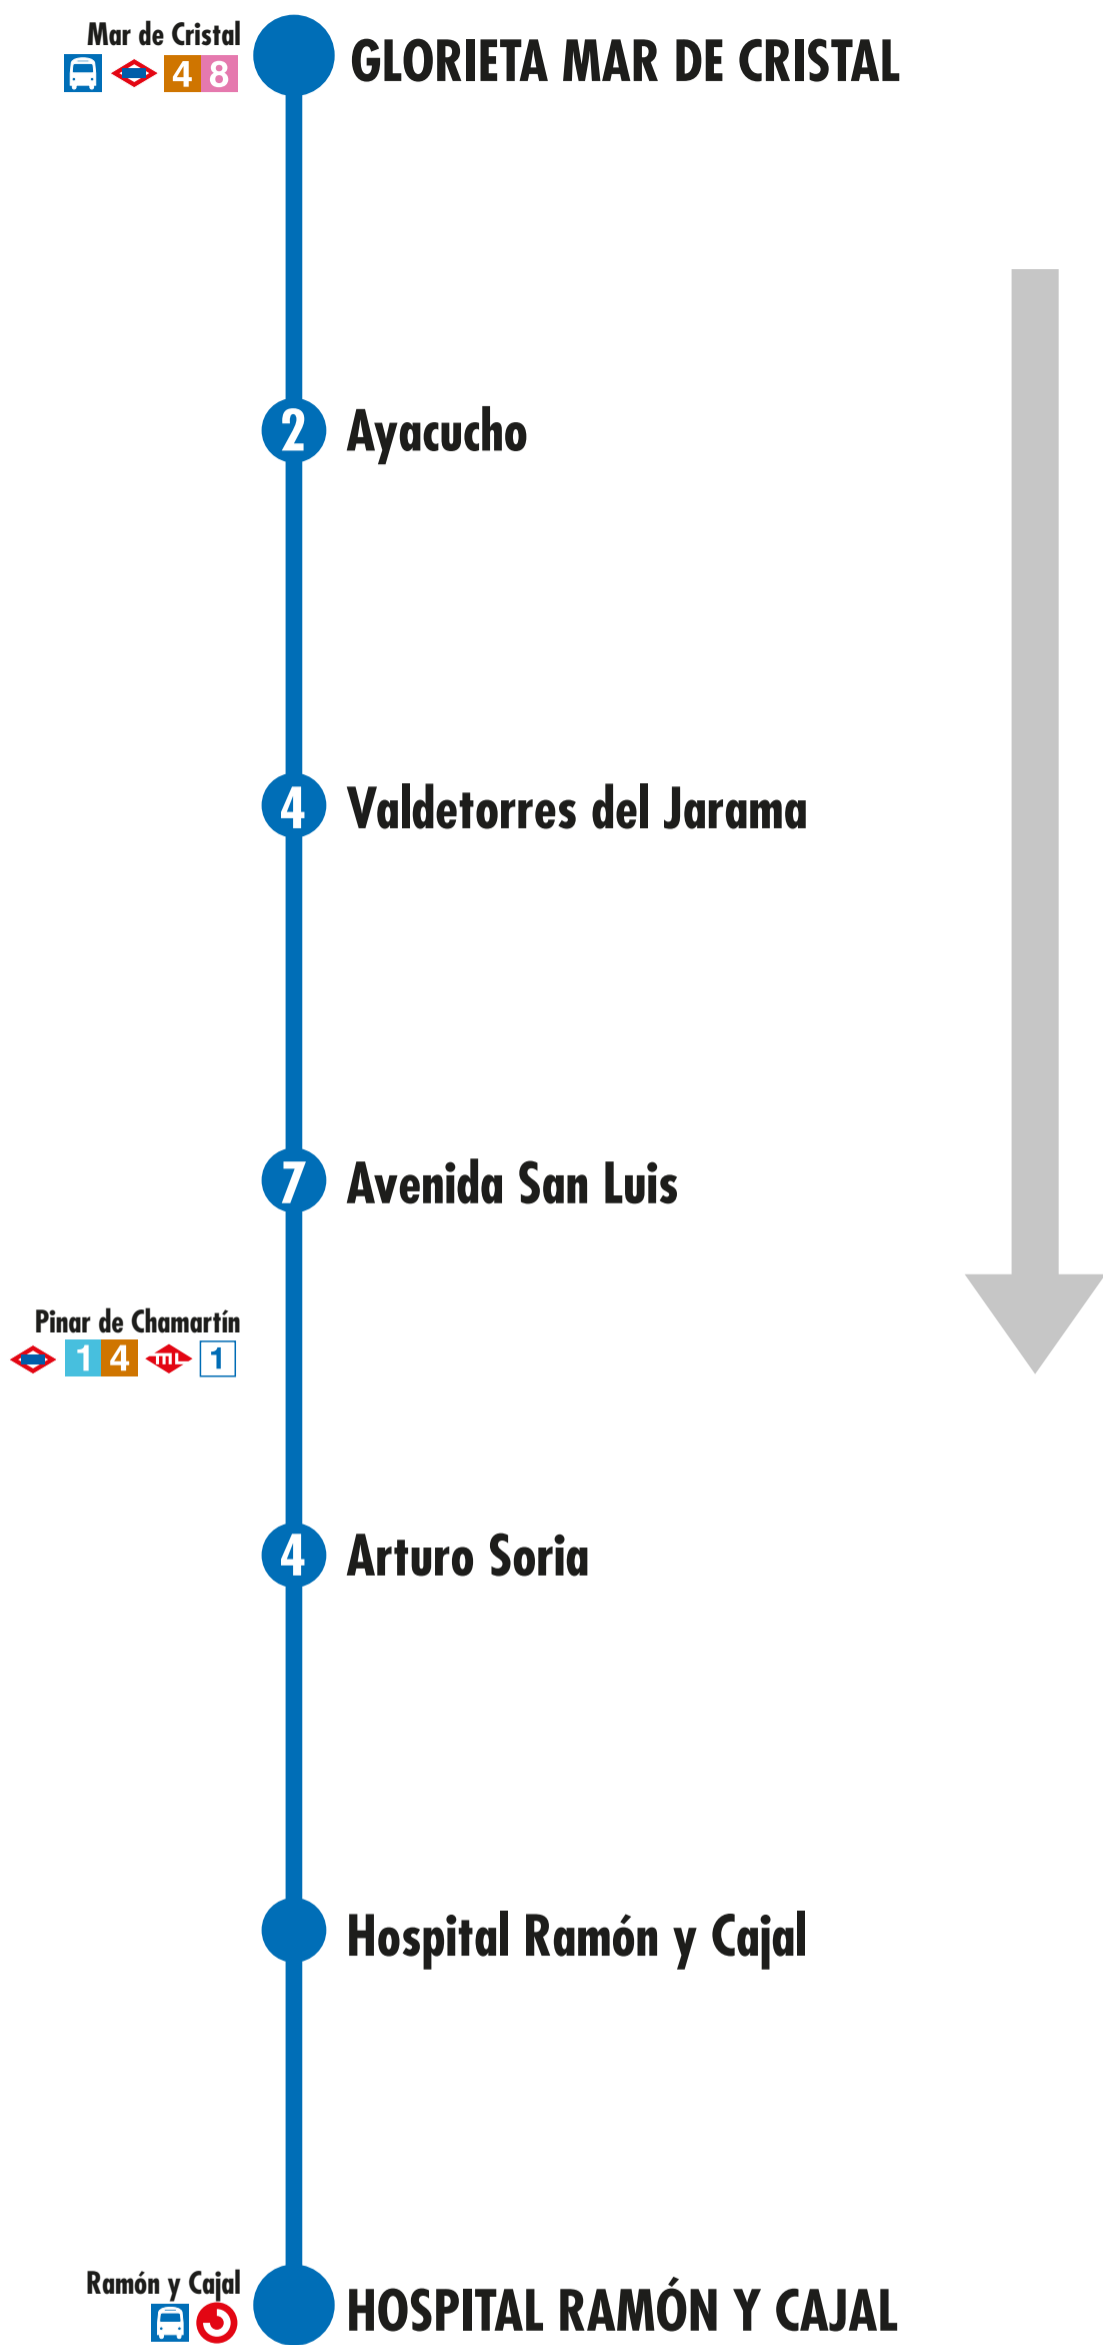 Mar de Cristal
4 8
GLORIETA MAR DE CRISTAL
2 Ayacucho
4 Valdetorres del Jarama
7 Avenida San Luis
Pinar de Chamartín
1 4 ML 1
4 Arturo Soria
Hospital Ramón y Cajal
Ramón y Cajal
HOSPITAL RAMÓN Y CAJAL